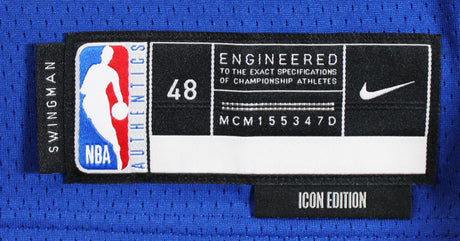 SWINGMAN
NBA
AUTHENTICS
48
ENGINEERED
TO THE EXACT SPECIFICATIONS
OF CHAMPIONSHIP ATHLETES
MCM155347D
ICON EDITION